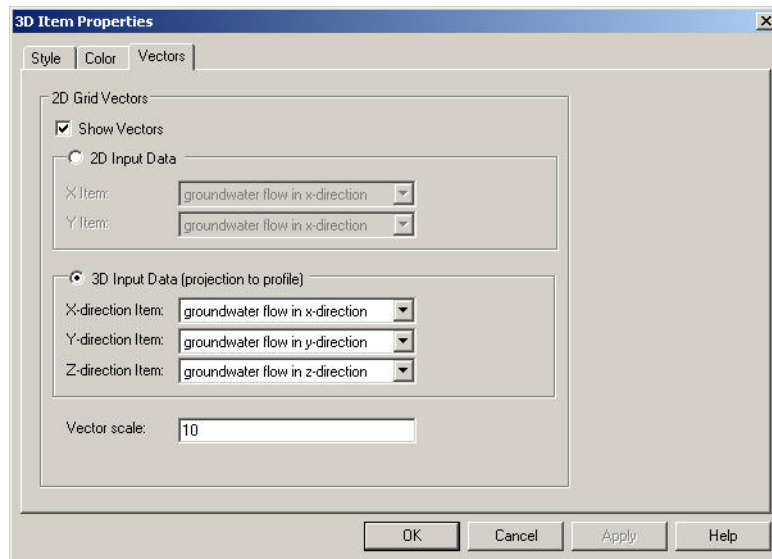 3D Item Properties
Style Color Vectors
2D Grid Vectors
Show Vectors
2D Input Data
X Item: groundwater flow in x-direction
Y Item: groundwater flow in x-direction
3D Input Data (projection to profile)
X-direction Item: groundwater flow in x-direction
Y-direction Item: groundwater flow in y-direction
Z-direction Item: groundwater flow in z-direction
Vector scale: 10
OK Cancel Apply Help